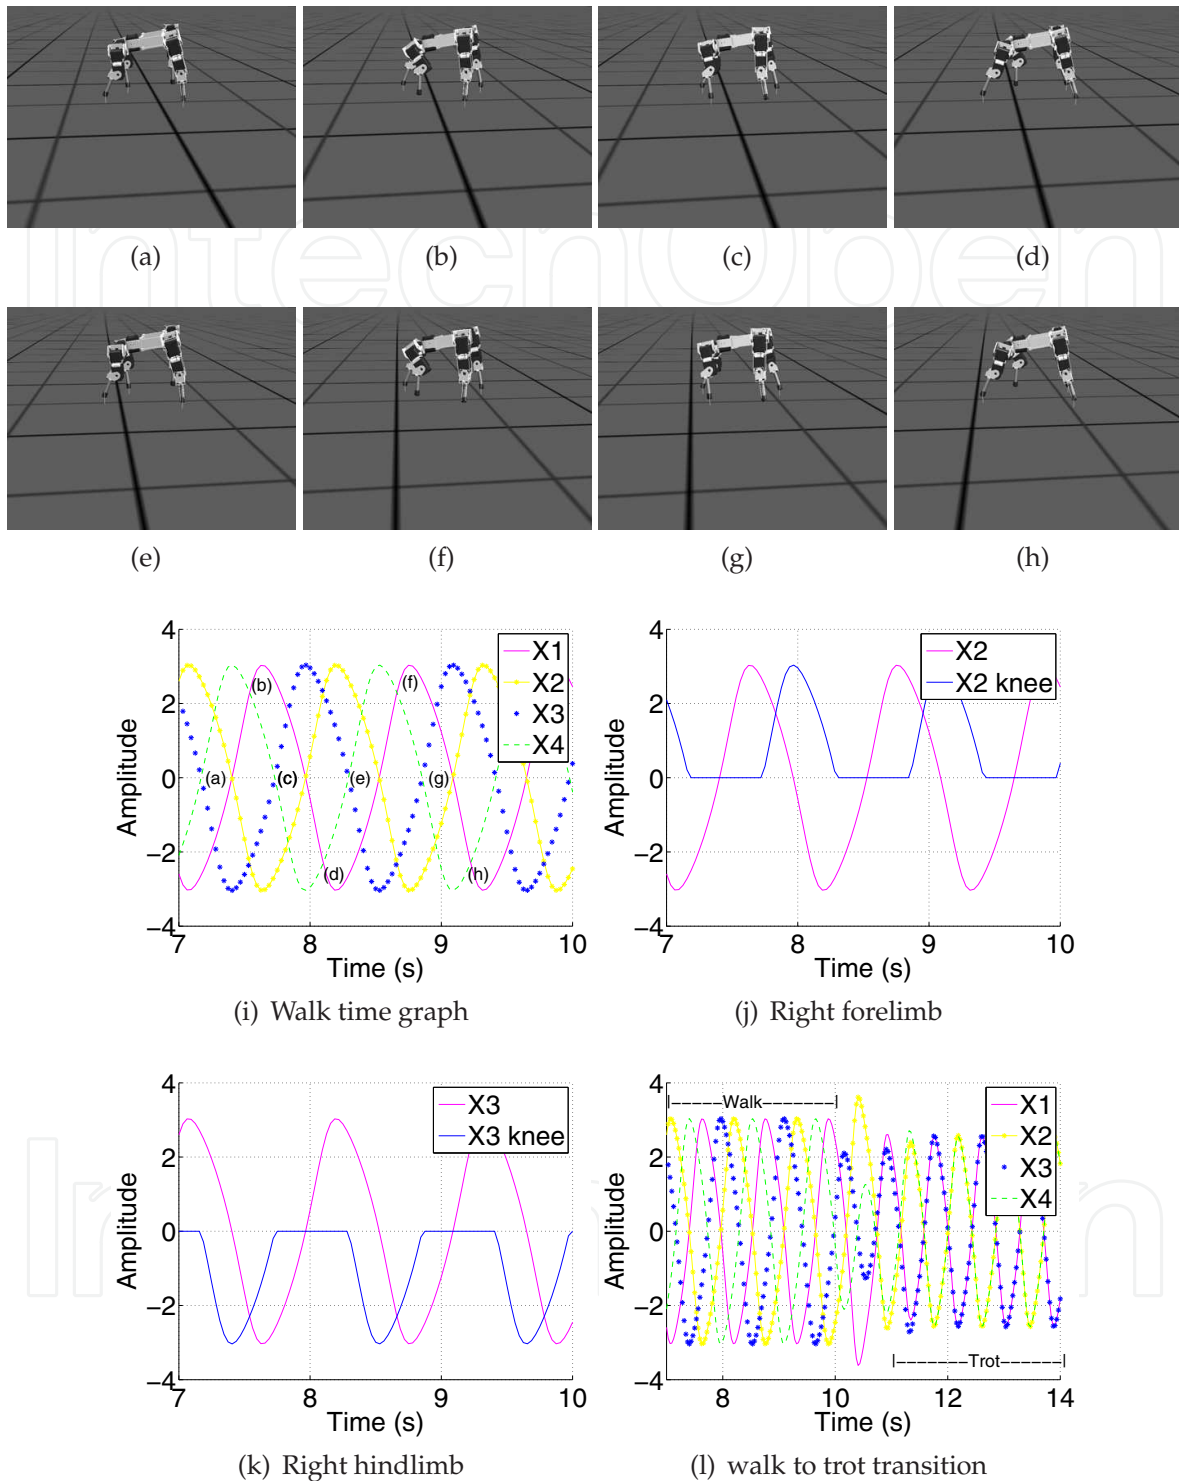 (a) (b) (c) (d)
IntechOpen
(e) (f) (g) (h)
4
2
0
−2
−4
7 8 9 10
Amplitude
Time (s)
X1
X2
X3
X4
(a) (b) (c) (d) (e) (f) (g) (h)
(i) Walk time graph
4
2
0
−2
−4
7 8 9 10
Amplitude
Time (s)
X2
X2 knee
(j) Right forelimb
4
2
0
−2
−4
7 8 9 10
Amplitude
Time (s)
X3
X3 knee
(k) Right hindlimb
4
2
0
−2
−4
8 10 12 14
Amplitude
Time (s)
|−−−−−−Walk−−−−−−−−|
|−−−−−−−−Trot−−−−−−−|
X1
X2
X3
X4
(l) walk to trot transition